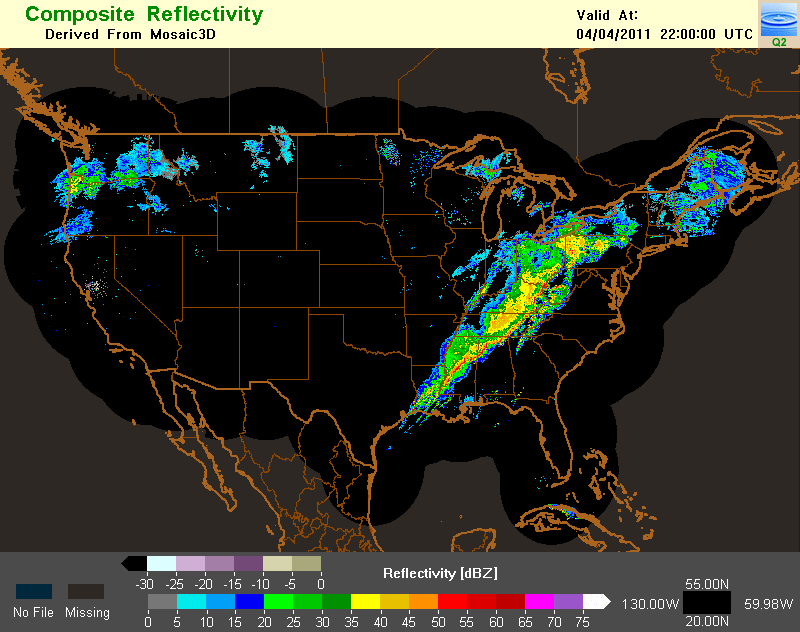 Composite Reflectivity
Derived From Mosaic3D
Valid At:
04/04/2011 22:00:00 UTC
Q2
-30 -25 -20 -15 -10 -5 0
Reflectivity [dBZ]
No File Missing
0 5 10 15 20 25 30 35 40 45 50 55 60 65 70 75
55.00N
130.00W 59.98W
20.00N